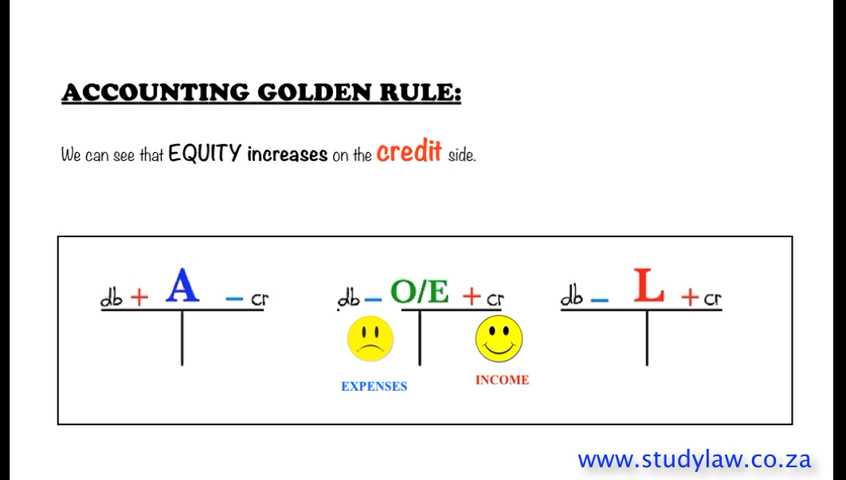 ACCOUNTING GOLDEN RULE:
We can see that EQUITY increases on the credit side.
db + A − cr db − O/E + cr db − L + cr
EXPENSES INCOME
www.studylaw.co.za